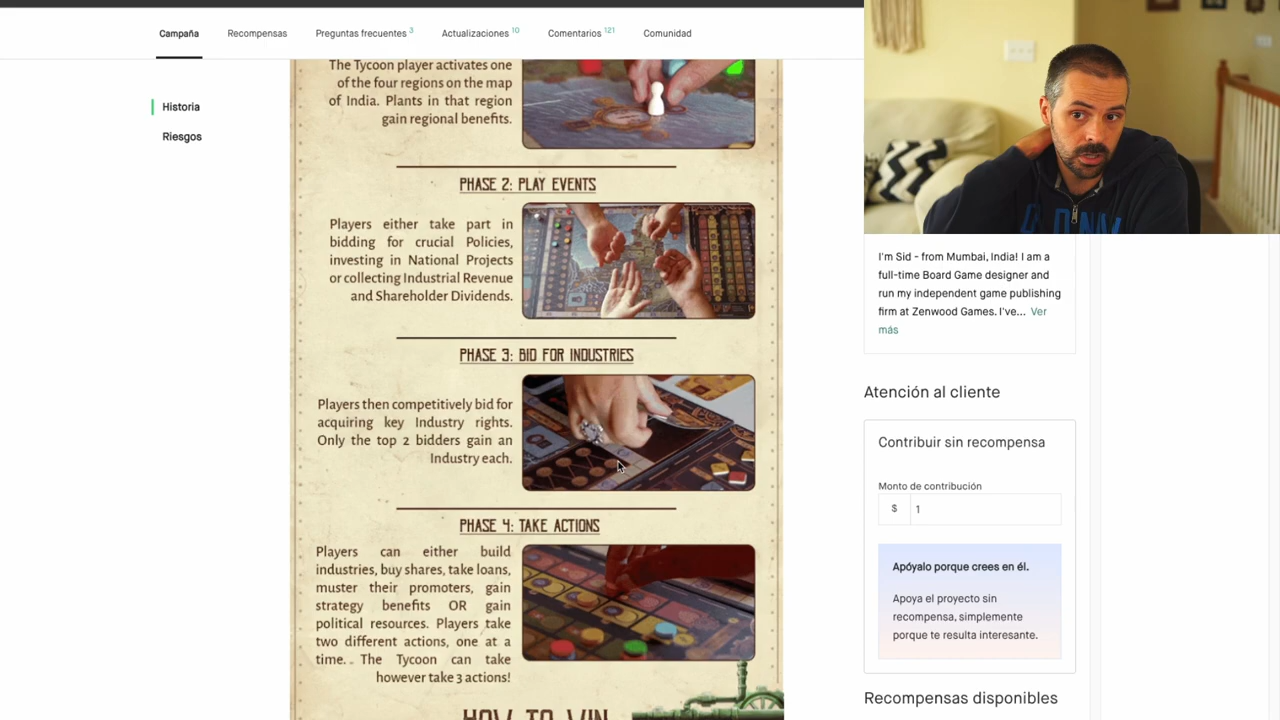 Campaña
Recompensas
Preguntas frecuentes 3
Actualizaciones 10
Comentarios 121
Comunidad
Historia
Riesgos
The Tycoon player activates one
of the four regions on the map
of India. Plants in that region
gain regional benefits.
PHASE 2: PLAY EVENTS
Players either take part in
bidding for crucial Policies,
investing in National Projects
or collecting Industrial Revenue
and Shareholder Dividends.
PHASE 3: BID FOR INDUSTRIES
Players then competitively bid for
acquiring key Industry rights.
Only the top 2 bidders gain an
Industry each.
PHASE 4: TAKE ACTIONS
Players can either build
industries, buy shares, take loans,
muster their promoters, gain
strategy benefits OR gain
political resources. Players take
two different actions, one at a
time. The Tycoon can take
however take 3 actions!
HOW TO WIN
I'm Sid - from Mumbai, India! I am a
full-time Board Game designer and
run my independent game publishing
firm at Zenwood Games. I've... Ver
más
Atención al cliente
Contribuir sin recompensa
Monto de contribución
$ 1
Apóyalo porque crees en él.
Apoya el proyecto sin
recompensa, simplemente
porque te resulta interesante.
Recompensas disponibles